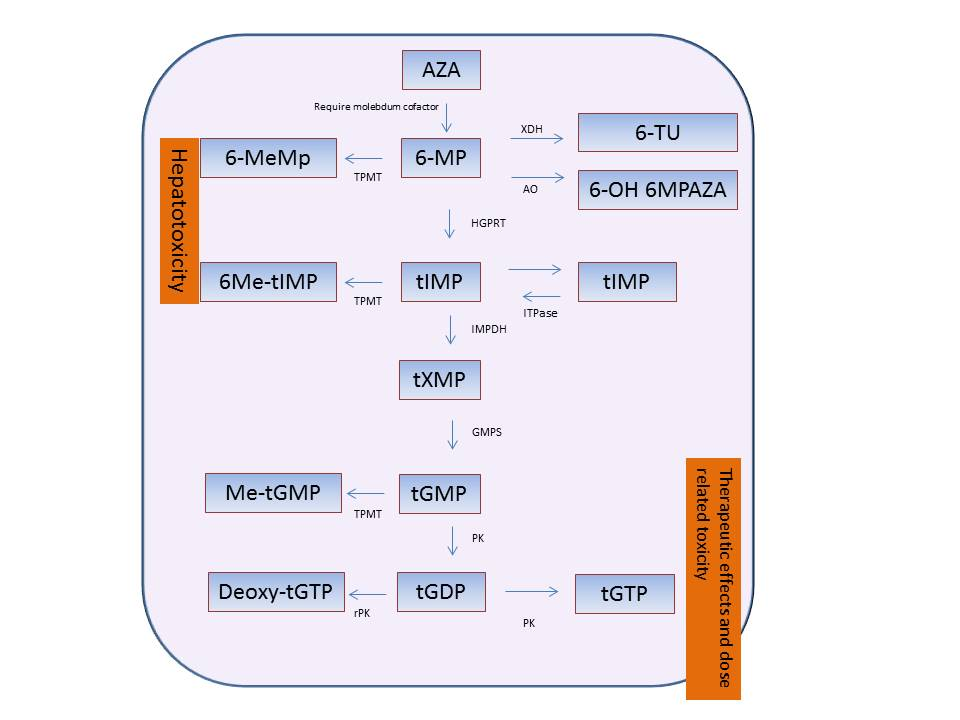 AZA
Require molebdum cofactor
XDH
6-TU
6-MeMp
TPMT
6-MP
AO
6-OH 6MPAZA
Hepatotoxicity
HGPRT
6Me-tIMP
TPMT
tIMP
ITPase
tIMP
IMPDH
tXMP
GMPS
Me-tGMP
TPMT
tGMP
PK
Deoxy-tGTP
rPK
tGDP
PK
tGTP
Therapeutic effects and dose
related toxicity